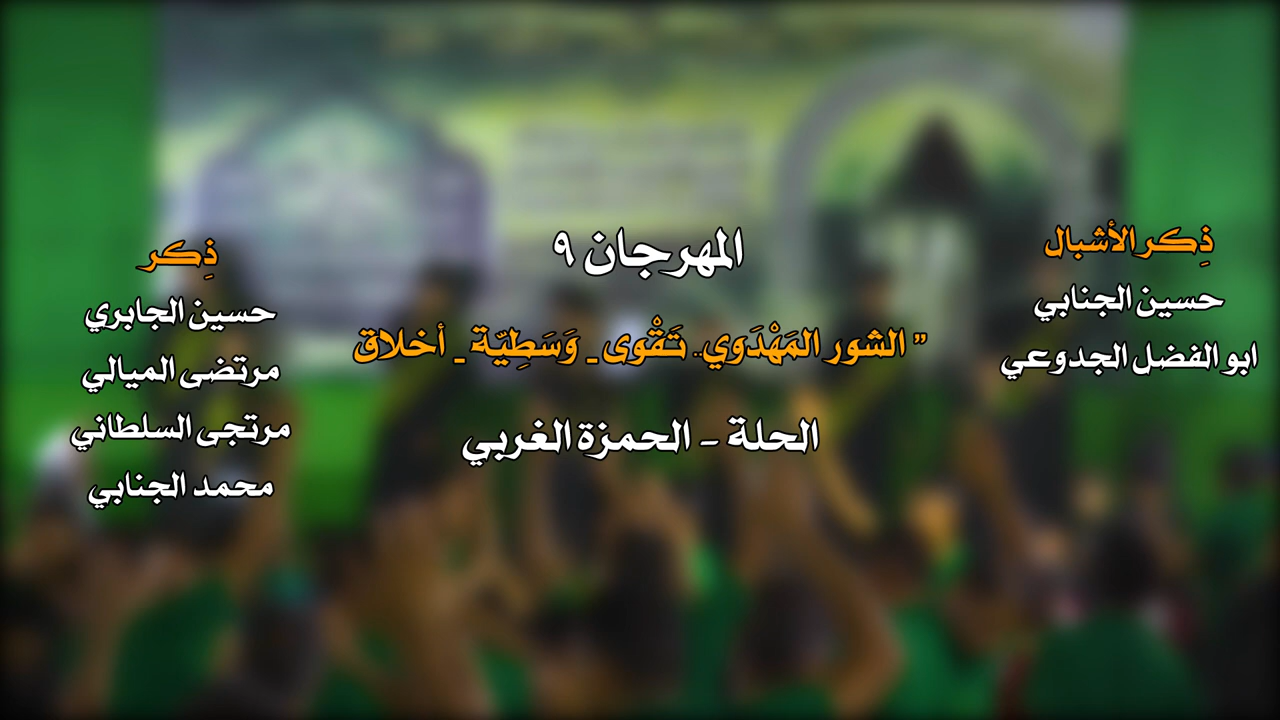 ذِكر الأشبال
حسين الجنابي
ابو الفضل الجدوعي
المهرجان ٩
” الشور المَهْدَوي.. تَقْوى ـ وَسَطِيّة ـ أخلاق
الحلة - الحمزة الغربي
ذِكر
حسين الجابري
مرتضى الميالي
مرتجى السلطاني
محمد الجنابي